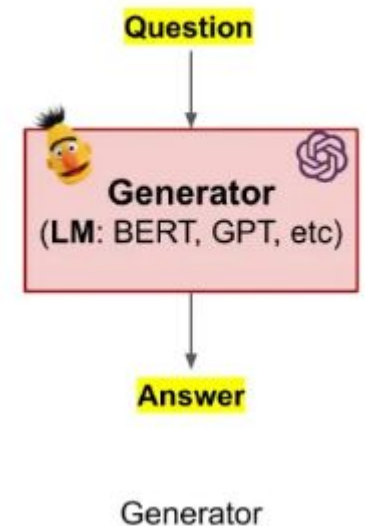 Question
Generator
(LM: BERT, GPT, etc)
Answer
Generator